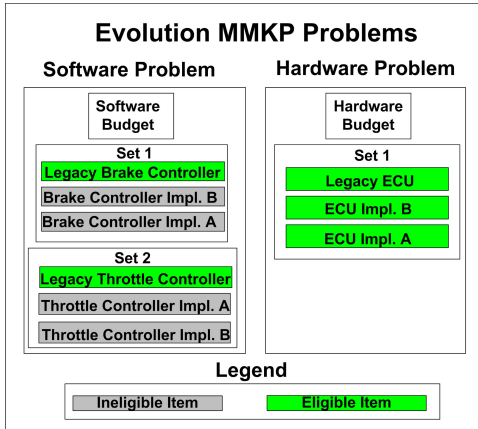 Evolution MMKP Problems
Software Problem
Software
Budget
Set 1
Legacy Brake Controller
Brake Controller Impl. B
Brake Controller Impl. A
Set 2
Legacy Throttle Controller
Throttle Controller Impl. A
Throttle Controller Impl. B
Hardware Problem
Hardware
Budget
Set 1
Legacy ECU
ECU Impl. B
ECU Impl. A
Legend
Ineligible Item
Eligible Item